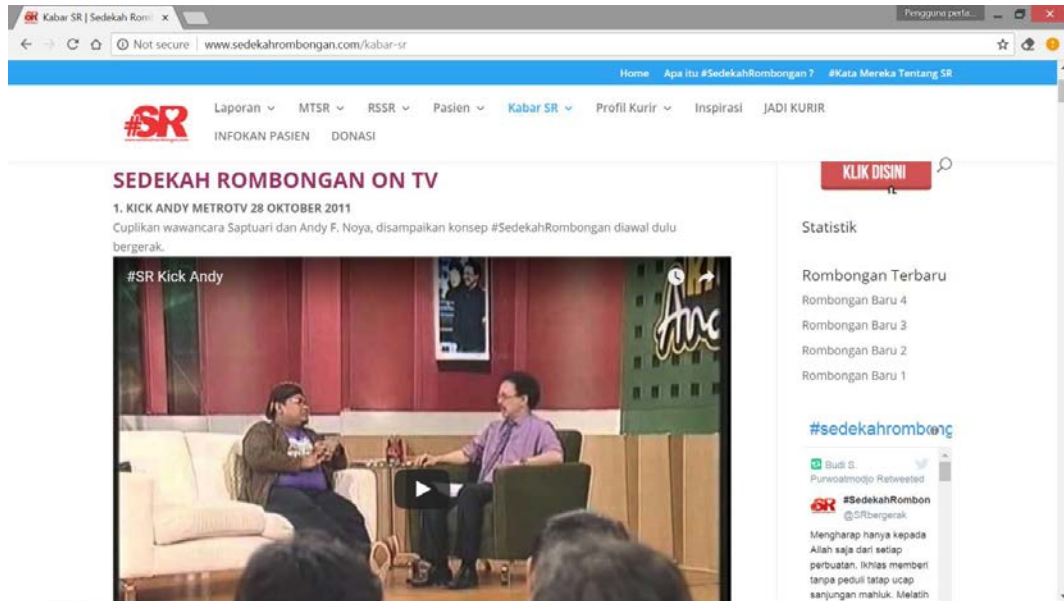 Kabar SR | Sedekah Rom
Pengguna perta...
Not secure | www.sedekahrombongan.com/kabar-sr
Home Apa itu #SedekahRombongan ? #Kata Mereka Tentang SR
#SR
Laporan MTSR RSSR Pasien Kabar SR Profil Kurir Inspirasi JADI KURIR
INFOKAN PASIEN DONASI
SEDEKAH ROMBONGAN ON TV
1. KICK ANDY METROTV 28 OKTOBER 2011
Cuplikan wawancara Saptuari dan Andy F. Noya, disampaikan konsep #SedekahRombongan diawal dulu
bergerak.
#SR Kick Andy
KLIK DISINI
Statistik
Rombongan Terbaru
Rombongan Baru 4
Rombongan Baru 3
Rombongan Baru 2
Rombongan Baru 1
#sedekahrombong
Budi S.
Purwoatmodjo Retweeted
SR #SedekahRombon
@SRbergerak
Mengharap hanya kepada
Allah saja dari setiap
perbuatan. Ikhlas memberi
tanpa peduli tatap ucap
sanjungan mahluk. Melatih